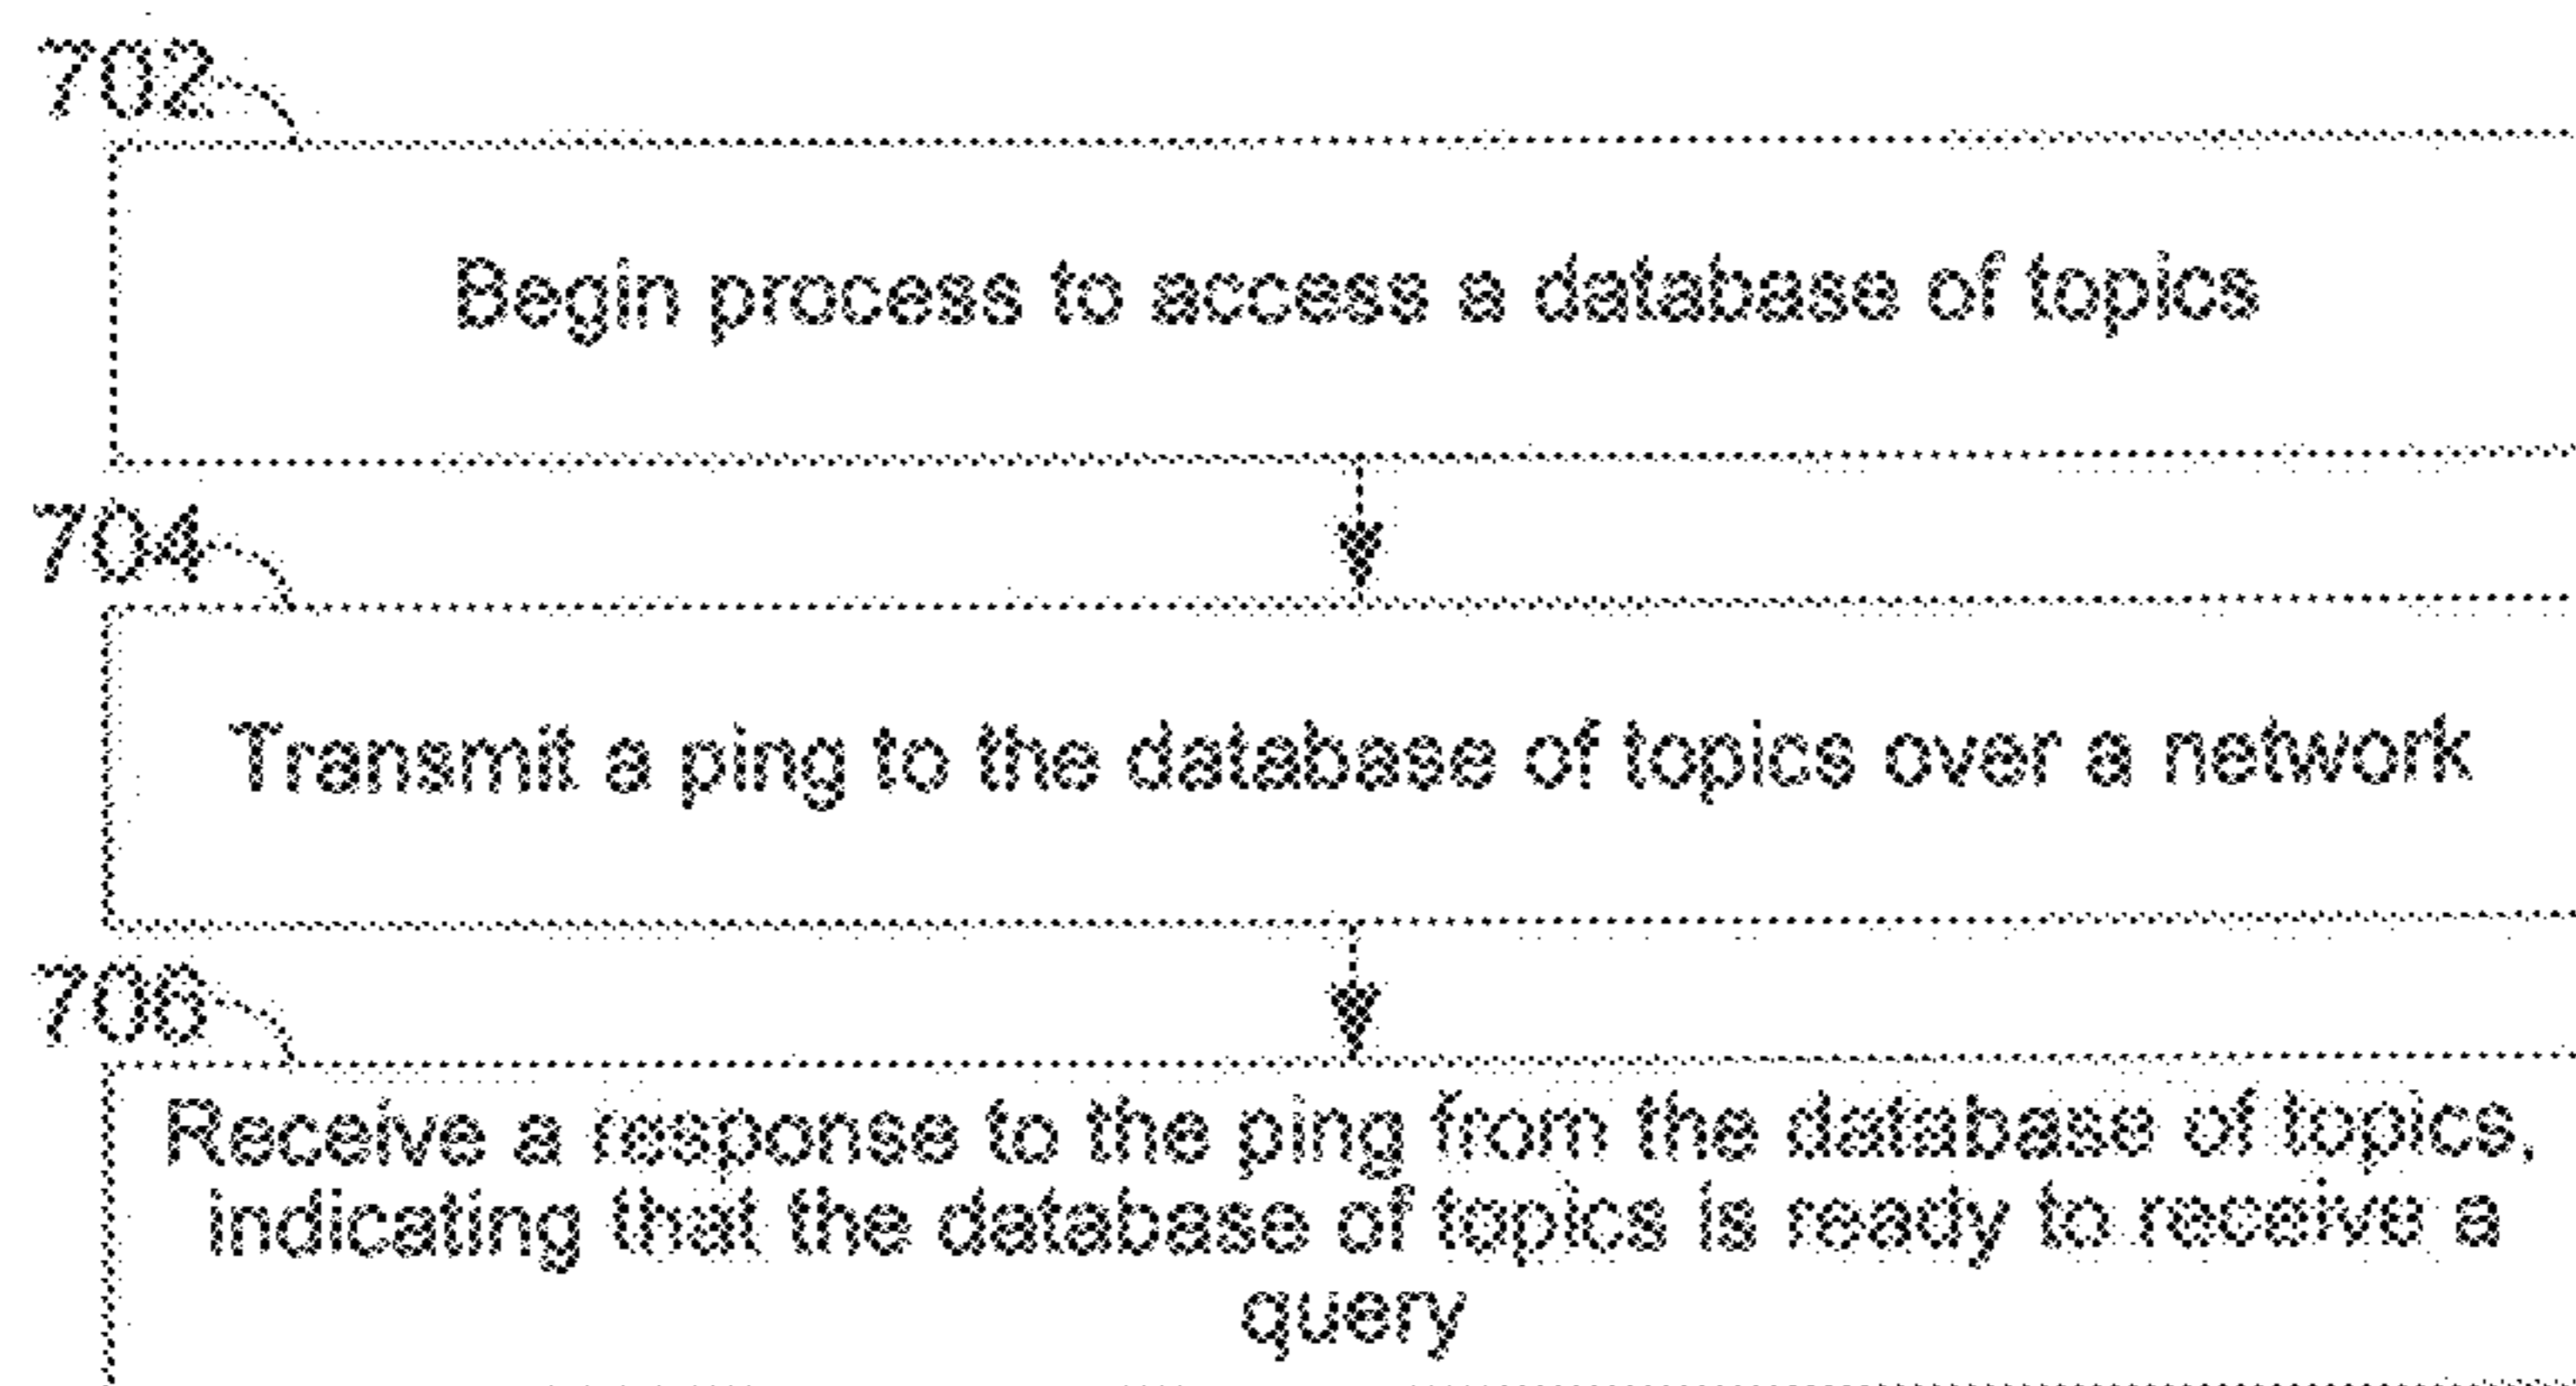 702
Begin process to access a database of topics
704
Transmit a ping to the database of topics over a network
706
Receive a response to the ping from the database of topics,
indicating that the database of topics is ready to receive a
query